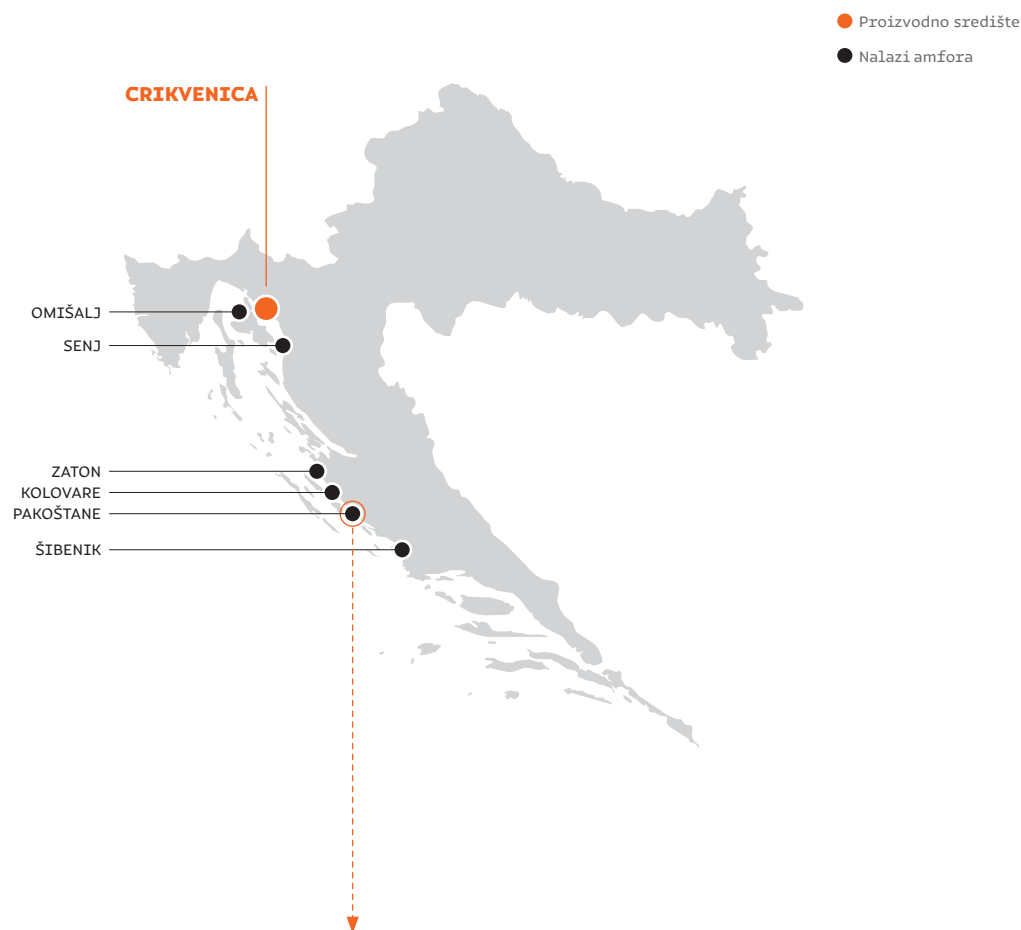 Proizvodno središte
Nalazi amfora
CRIKVENICA
OMIŠALJ
SENJ
ZATON
KOLOVARE
PAKOŠTANE
ŠIBENIK